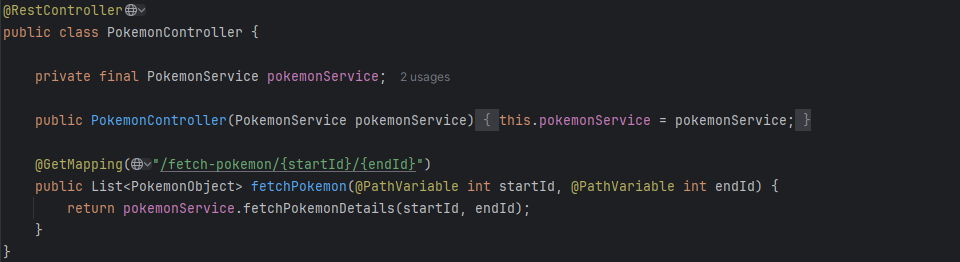 @RestController
public class PokemonController {
private final PokemonService pokemonService; 2 usages
public PokemonController(PokemonService pokemonService) { this.pokemonService = pokemonService; }
@GetMapping("/fetch-pokemon/{startId}/{endId}")
public List<PokemonObject> fetchPokemon(@PathVariable int startId, @PathVariable int endId) {
return pokemonService.fetchPokemonDetails(startId, endId);
}
}